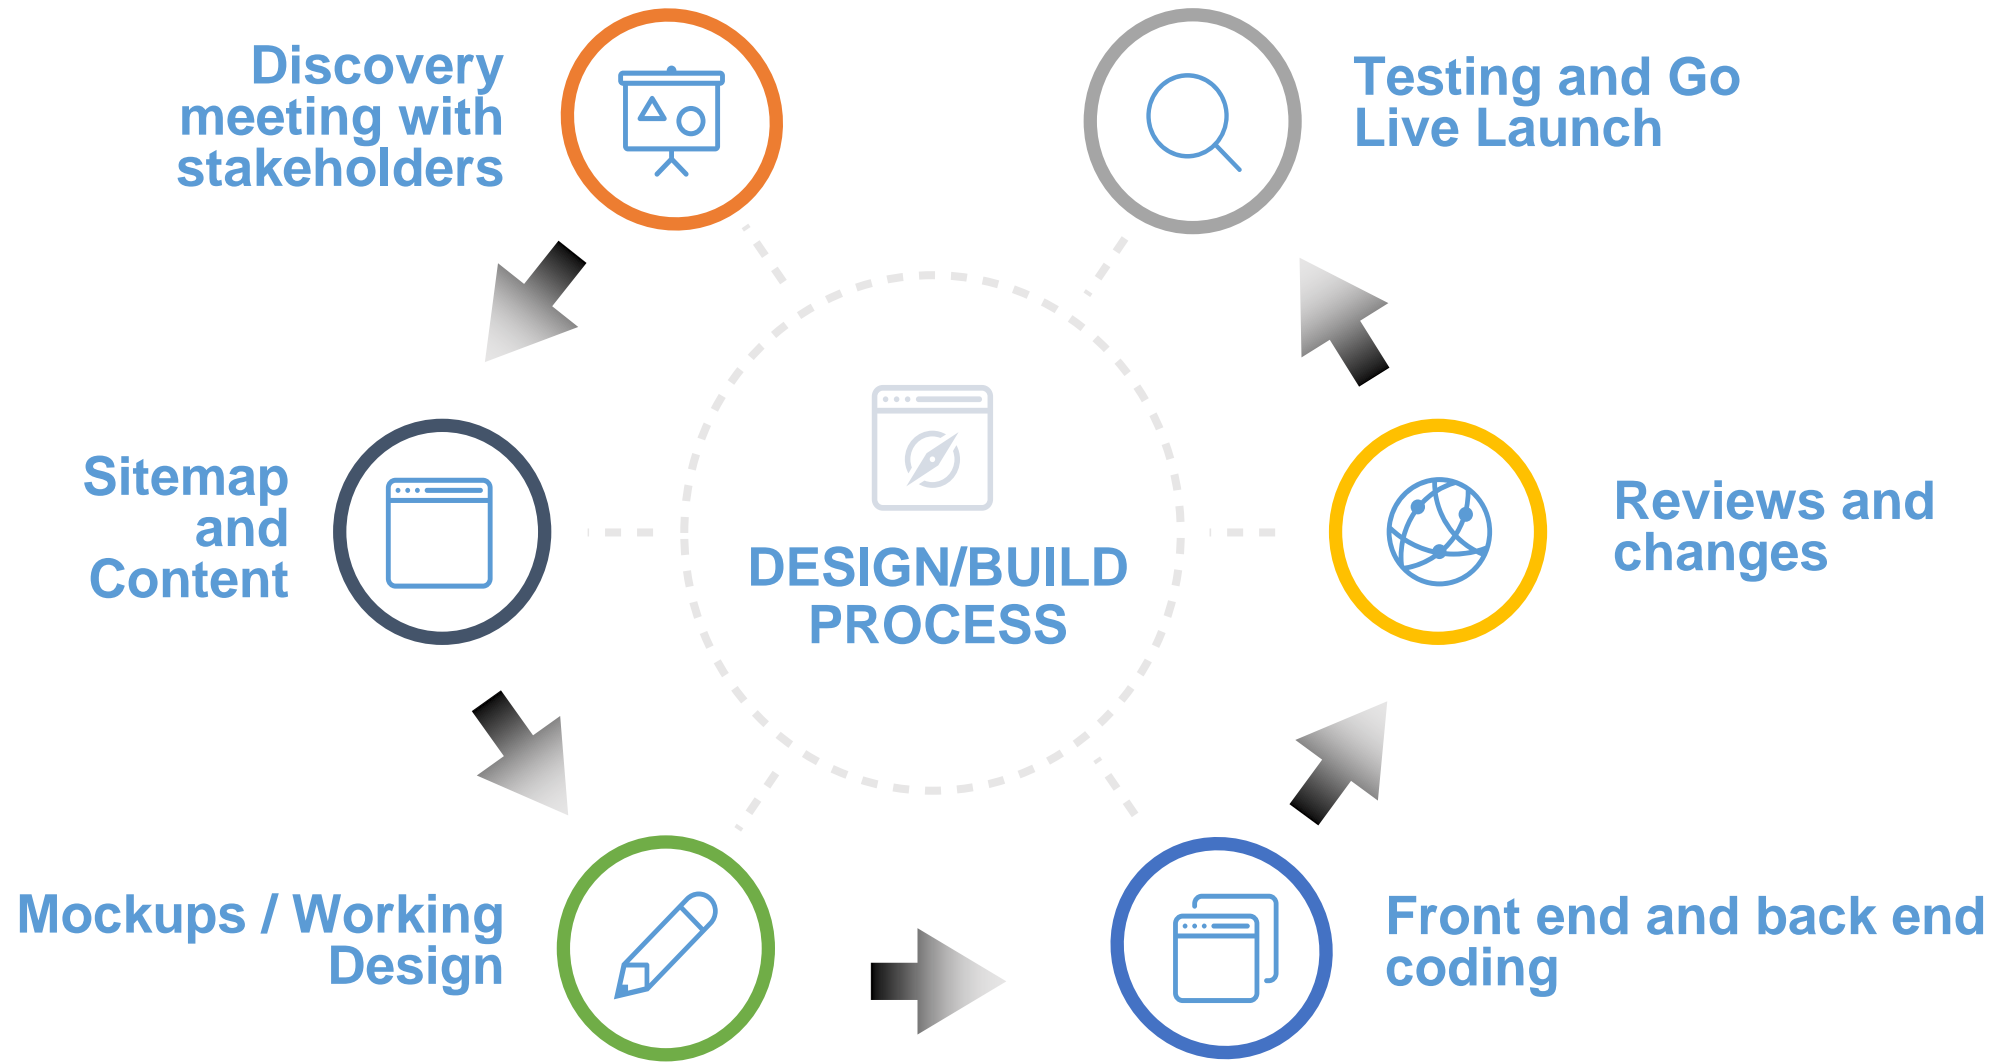 Discovery
meeting with
stakeholders
Testing and Go
Live Launch
Sitemap
and
Content
DESIGN/BUILD
PROCESS
Reviews and
changes
Mockups / Working
Design
Front end and back end
coding